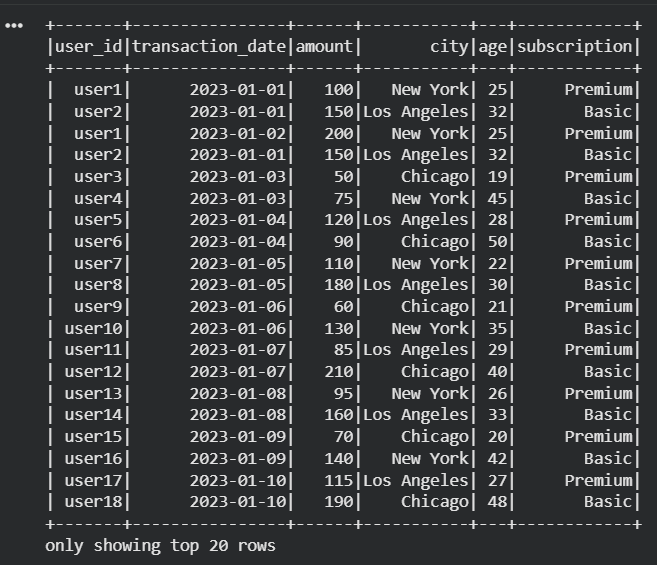 •••
+-------+----------------+------+-----------+---+------------+
|user_id|transaction_date|amount|       city|age|subscription|
+-------+----------------+------+-----------+---+------------+
|  user1|      2023-01-01|   100|   New York| 25|     Premium|
|  user2|      2023-01-01|   150|Los Angeles| 32|       Basic|
|  user1|      2023-01-02|   200|   New York| 25|     Premium|
|  user2|      2023-01-01|   150|Los Angeles| 32|       Basic|
|  user3|      2023-01-03|    50|    Chicago| 19|     Premium|
|  user4|      2023-01-03|    75|   New York| 45|       Basic|
|  user5|      2023-01-04|   120|Los Angeles| 28|     Premium|
|  user6|      2023-01-04|    90|    Chicago| 50|       Basic|
|  user7|      2023-01-05|   110|   New York| 22|     Premium|
|  user8|      2023-01-05|   180|Los Angeles| 30|       Basic|
|  user9|      2023-01-06|    60|    Chicago| 21|     Premium|
| user10|      2023-01-06|   130|   New York| 35|       Basic|
| user11|      2023-01-07|    85|Los Angeles| 29|     Premium|
| user12|      2023-01-07|   210|    Chicago| 40|       Basic|
| user13|      2023-01-08|    95|   New York| 26|     Premium|
| user14|      2023-01-08|   160|Los Angeles| 33|       Basic|
| user15|      2023-01-09|    70|    Chicago| 20|     Premium|
| user16|      2023-01-09|   140|   New York| 42|       Basic|
| user17|      2023-01-10|   115|Los Angeles| 27|     Premium|
| user18|      2023-01-10|   190|    Chicago| 48|       Basic|
+-------+----------------+------+-----------+---+------------+
only showing top 20 rows